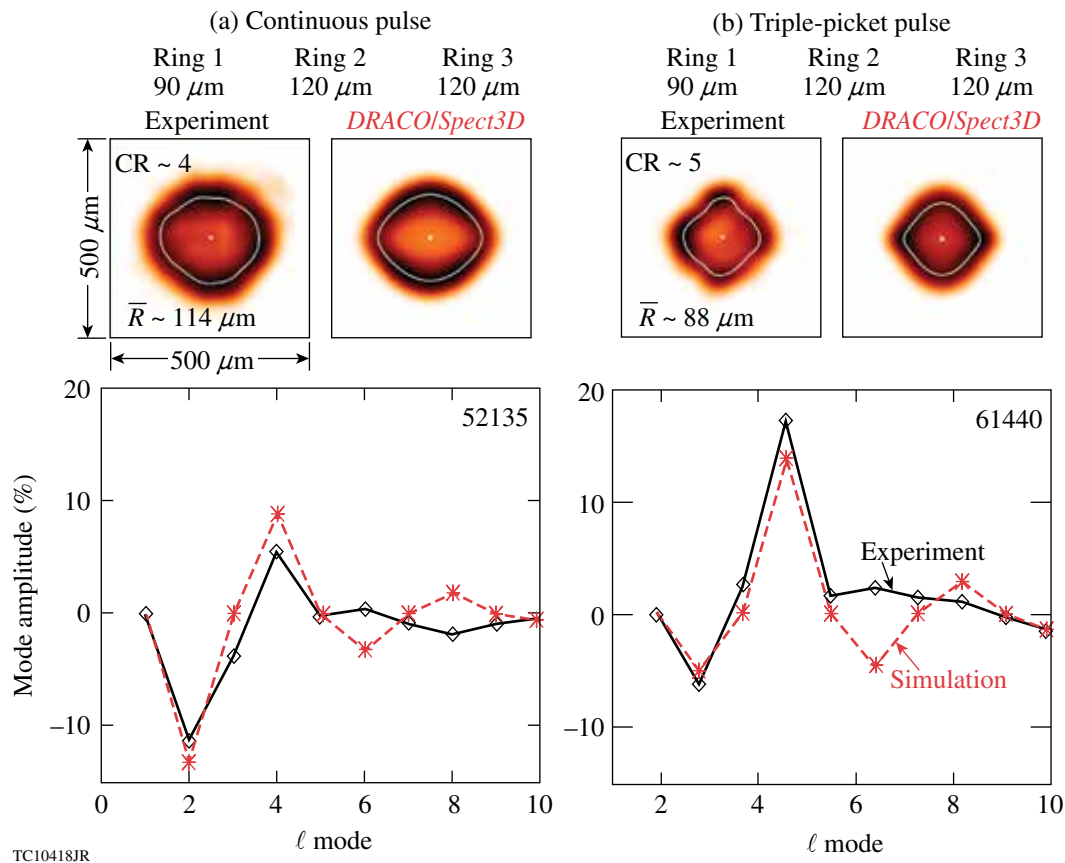 (a) Continuous pulse
Ring 1 Ring 2 Ring 3
90 μm 120 μm 120 μm
Experiment DRACO/Spect3D
CR ~ 4
500 μm
R̅ ~ 114 μm
500 μm
(b) Triple-picket pulse
Ring 1 Ring 2 Ring 3
90 μm 120 μm 120 μm
Experiment DRACO/Spect3D
CR ~ 5
R̅ ~ 88 μm
Mode amplitude (%)
20
10
0
–10
52135
0 2 4 6 8 10
ℓ mode
20
10
0
–10
61440
Experiment
Simulation
2 4 6 8 10
ℓ mode
TC10418JR